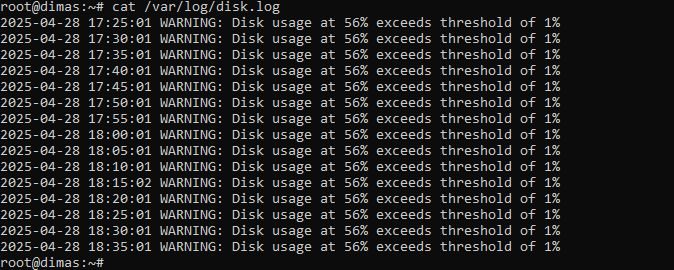 root@dimas:~# cat /var/log/disk.log
2025-04-28 17:25:01 WARNING: Disk usage at 56% exceeds threshold of 1%
2025-04-28 17:30:01 WARNING: Disk usage at 56% exceeds threshold of 1%
2025-04-28 17:35:01 WARNING: Disk usage at 56% exceeds threshold of 1%
2025-04-28 17:40:01 WARNING: Disk usage at 56% exceeds threshold of 1%
2025-04-28 17:45:01 WARNING: Disk usage at 56% exceeds threshold of 1%
2025-04-28 17:50:01 WARNING: Disk usage at 56% exceeds threshold of 1%
2025-04-28 17:55:01 WARNING: Disk usage at 56% exceeds threshold of 1%
2025-04-28 18:00:01 WARNING: Disk usage at 56% exceeds threshold of 1%
2025-04-28 18:05:01 WARNING: Disk usage at 56% exceeds threshold of 1%
2025-04-28 18:10:01 WARNING: Disk usage at 56% exceeds threshold of 1%
2025-04-28 18:15:02 WARNING: Disk usage at 56% exceeds threshold of 1%
2025-04-28 18:20:01 WARNING: Disk usage at 56% exceeds threshold of 1%
2025-04-28 18:25:01 WARNING: Disk usage at 56% exceeds threshold of 1%
2025-04-28 18:30:01 WARNING: Disk usage at 56% exceeds threshold of 1%
2025-04-28 18:35:01 WARNING: Disk usage at 56% exceeds threshold of 1%
root@dimas:~#